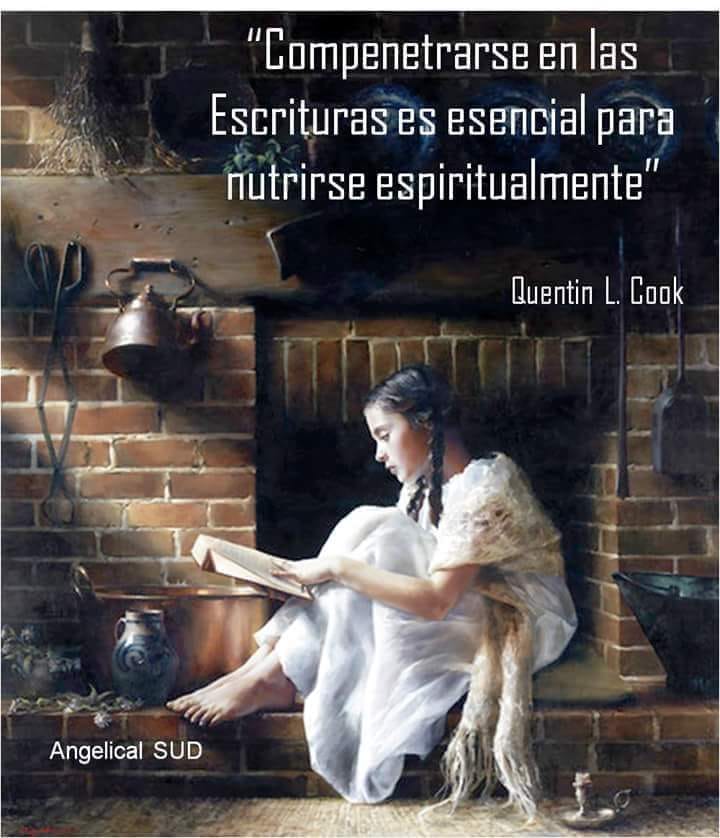 “Compenetrarse en las
Escrituras es esencial para
nutrirse espiritualmente”
Quentin L. Cook
Angelical SUD